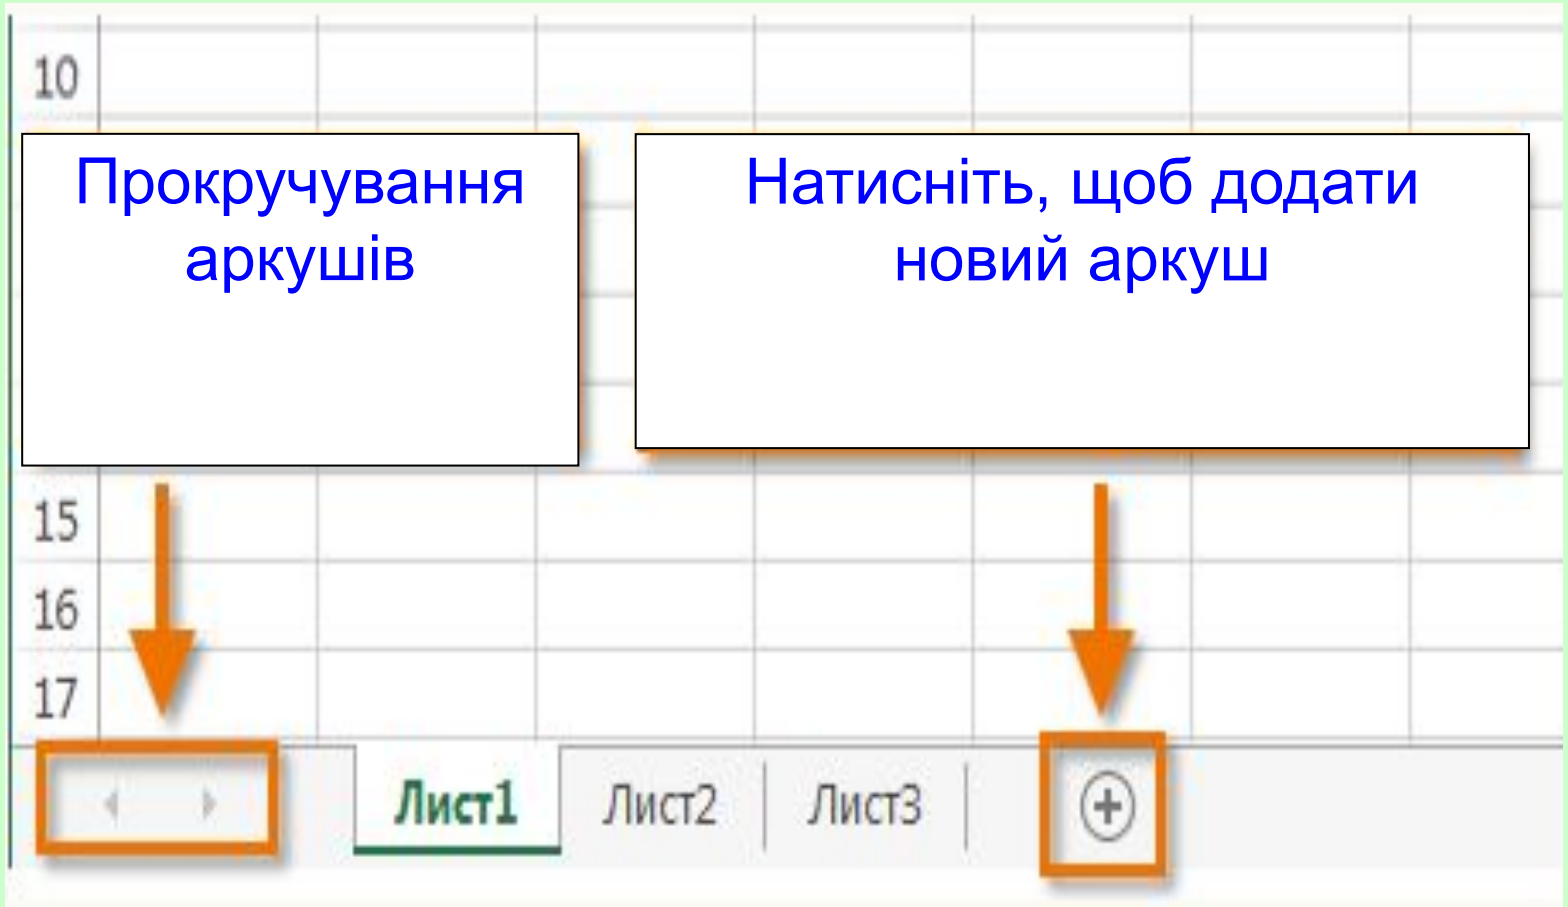 10
Прокручування
аркушів
Натисніть, щоб додати
новий аркуш
15
16
17
Лист1 Лист2 Лист3